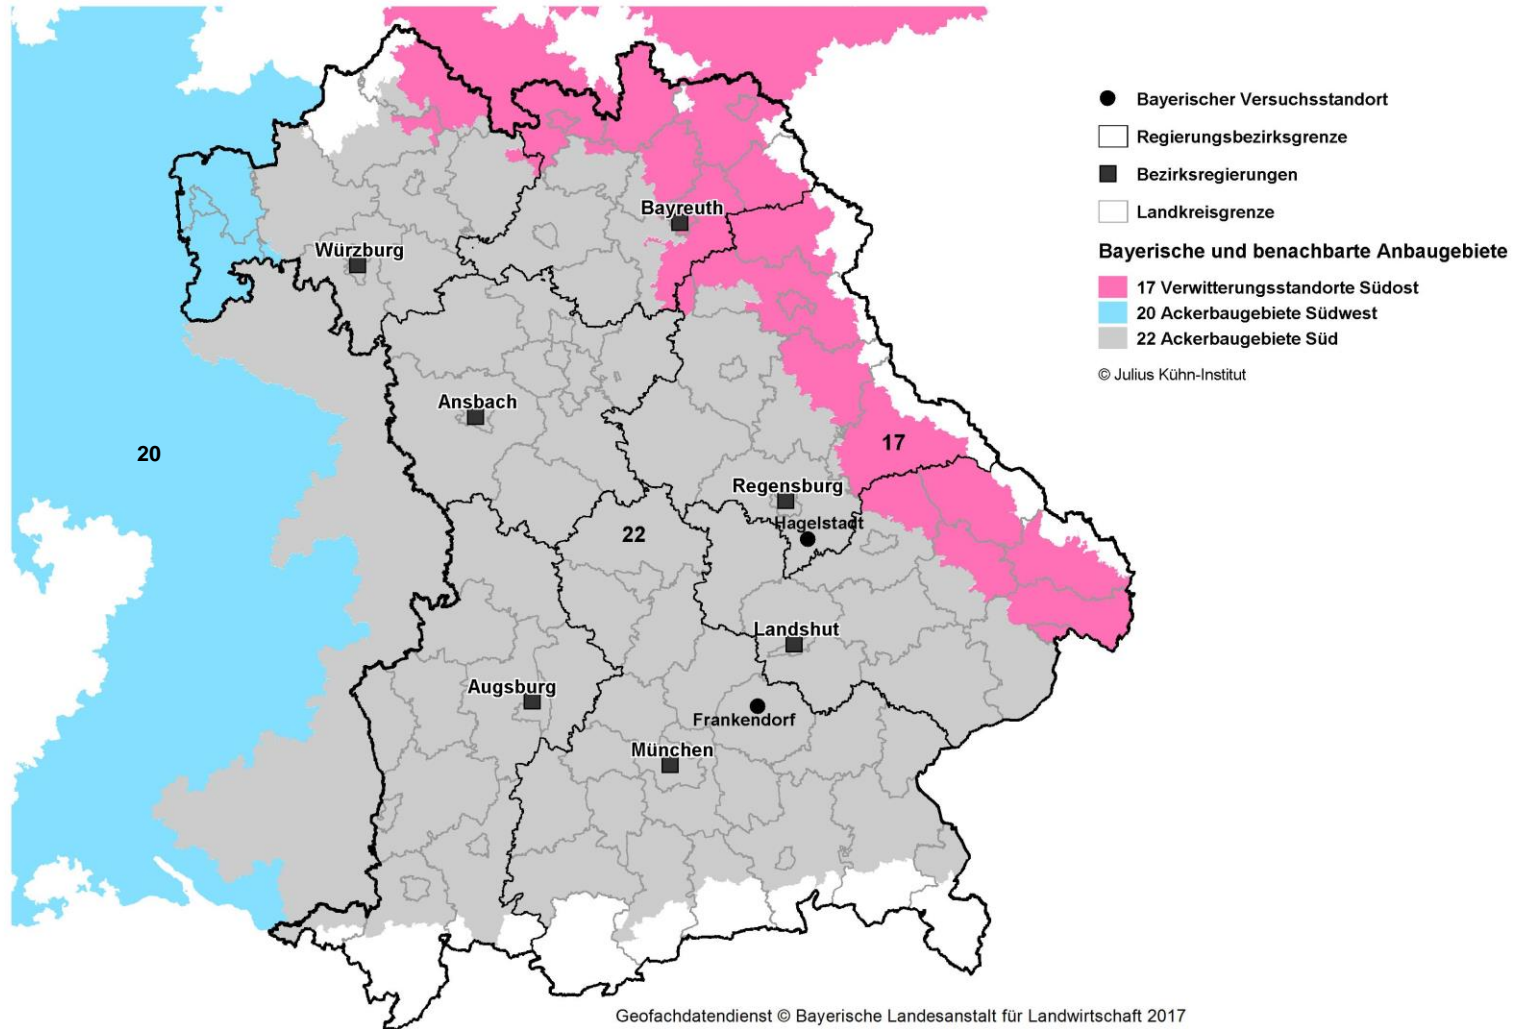 Bayerischer Versuchsstandort
Regierungsbezirksgrenze
Bezirksregierungen
Landkreisgrenze
Bayerische und benachbarte Anbaugebiete
17 Verwitterungsstandorte Südost
20 Ackerbaugebiete Südwest
22 Ackerbaugebiete Süd
© Julius Kühn-Institut
Bayreuth
Würzburg
Ansbach
20
17
Regensburg
Hagelstadt
22
Landshut
Augsburg
Frankendorf
München
Geofachdatendienst © Bayerische Landesanstalt für Landwirtschaft 2017